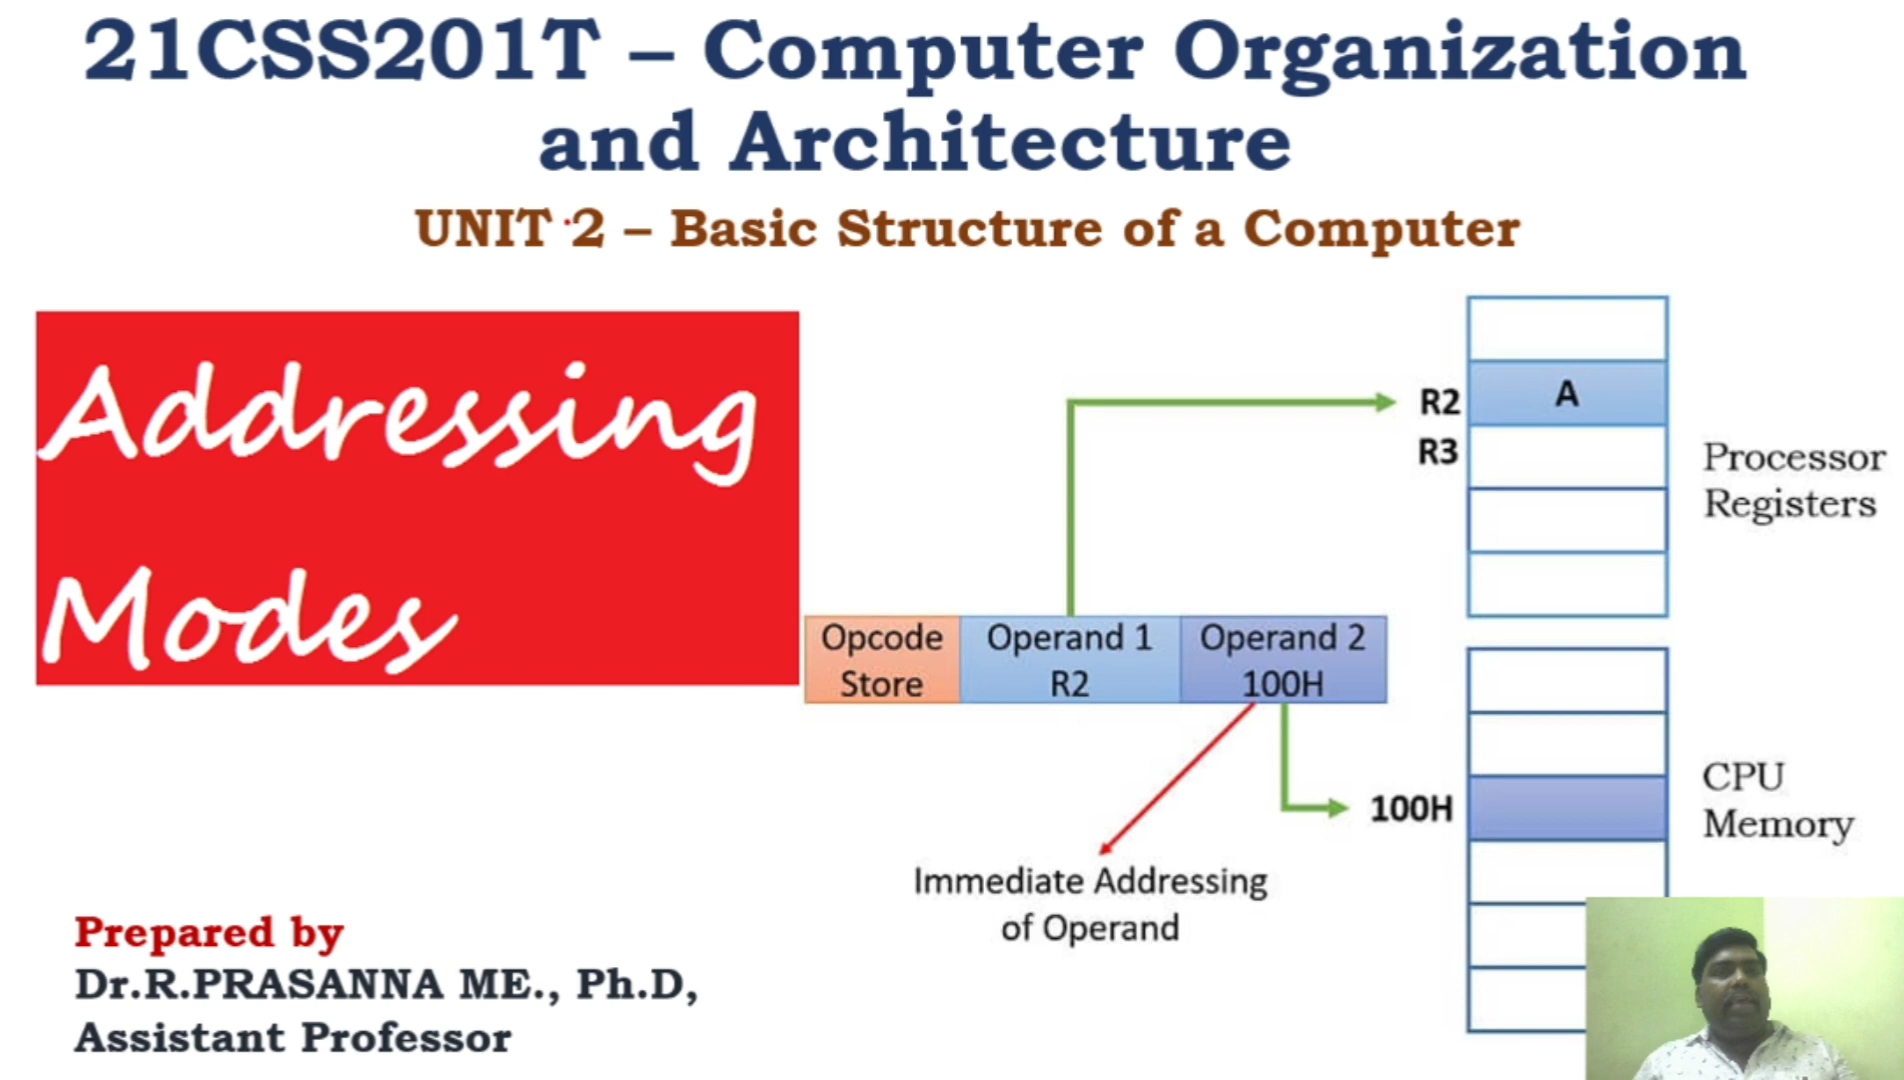 21CSS201T – Computer Organization
and Architecture
UNIT 2 – Basic Structure of a Computer
Addressing
Modes
R2
A
R3
Processor
Registers
Opcode
Store
Operand 1
R2
Operand 2
100H
100H
CPU
Memory
Immediate Addressing
of Operand
Prepared by
Dr.R.PRASANNA ME., Ph.D,
Assistant Professor